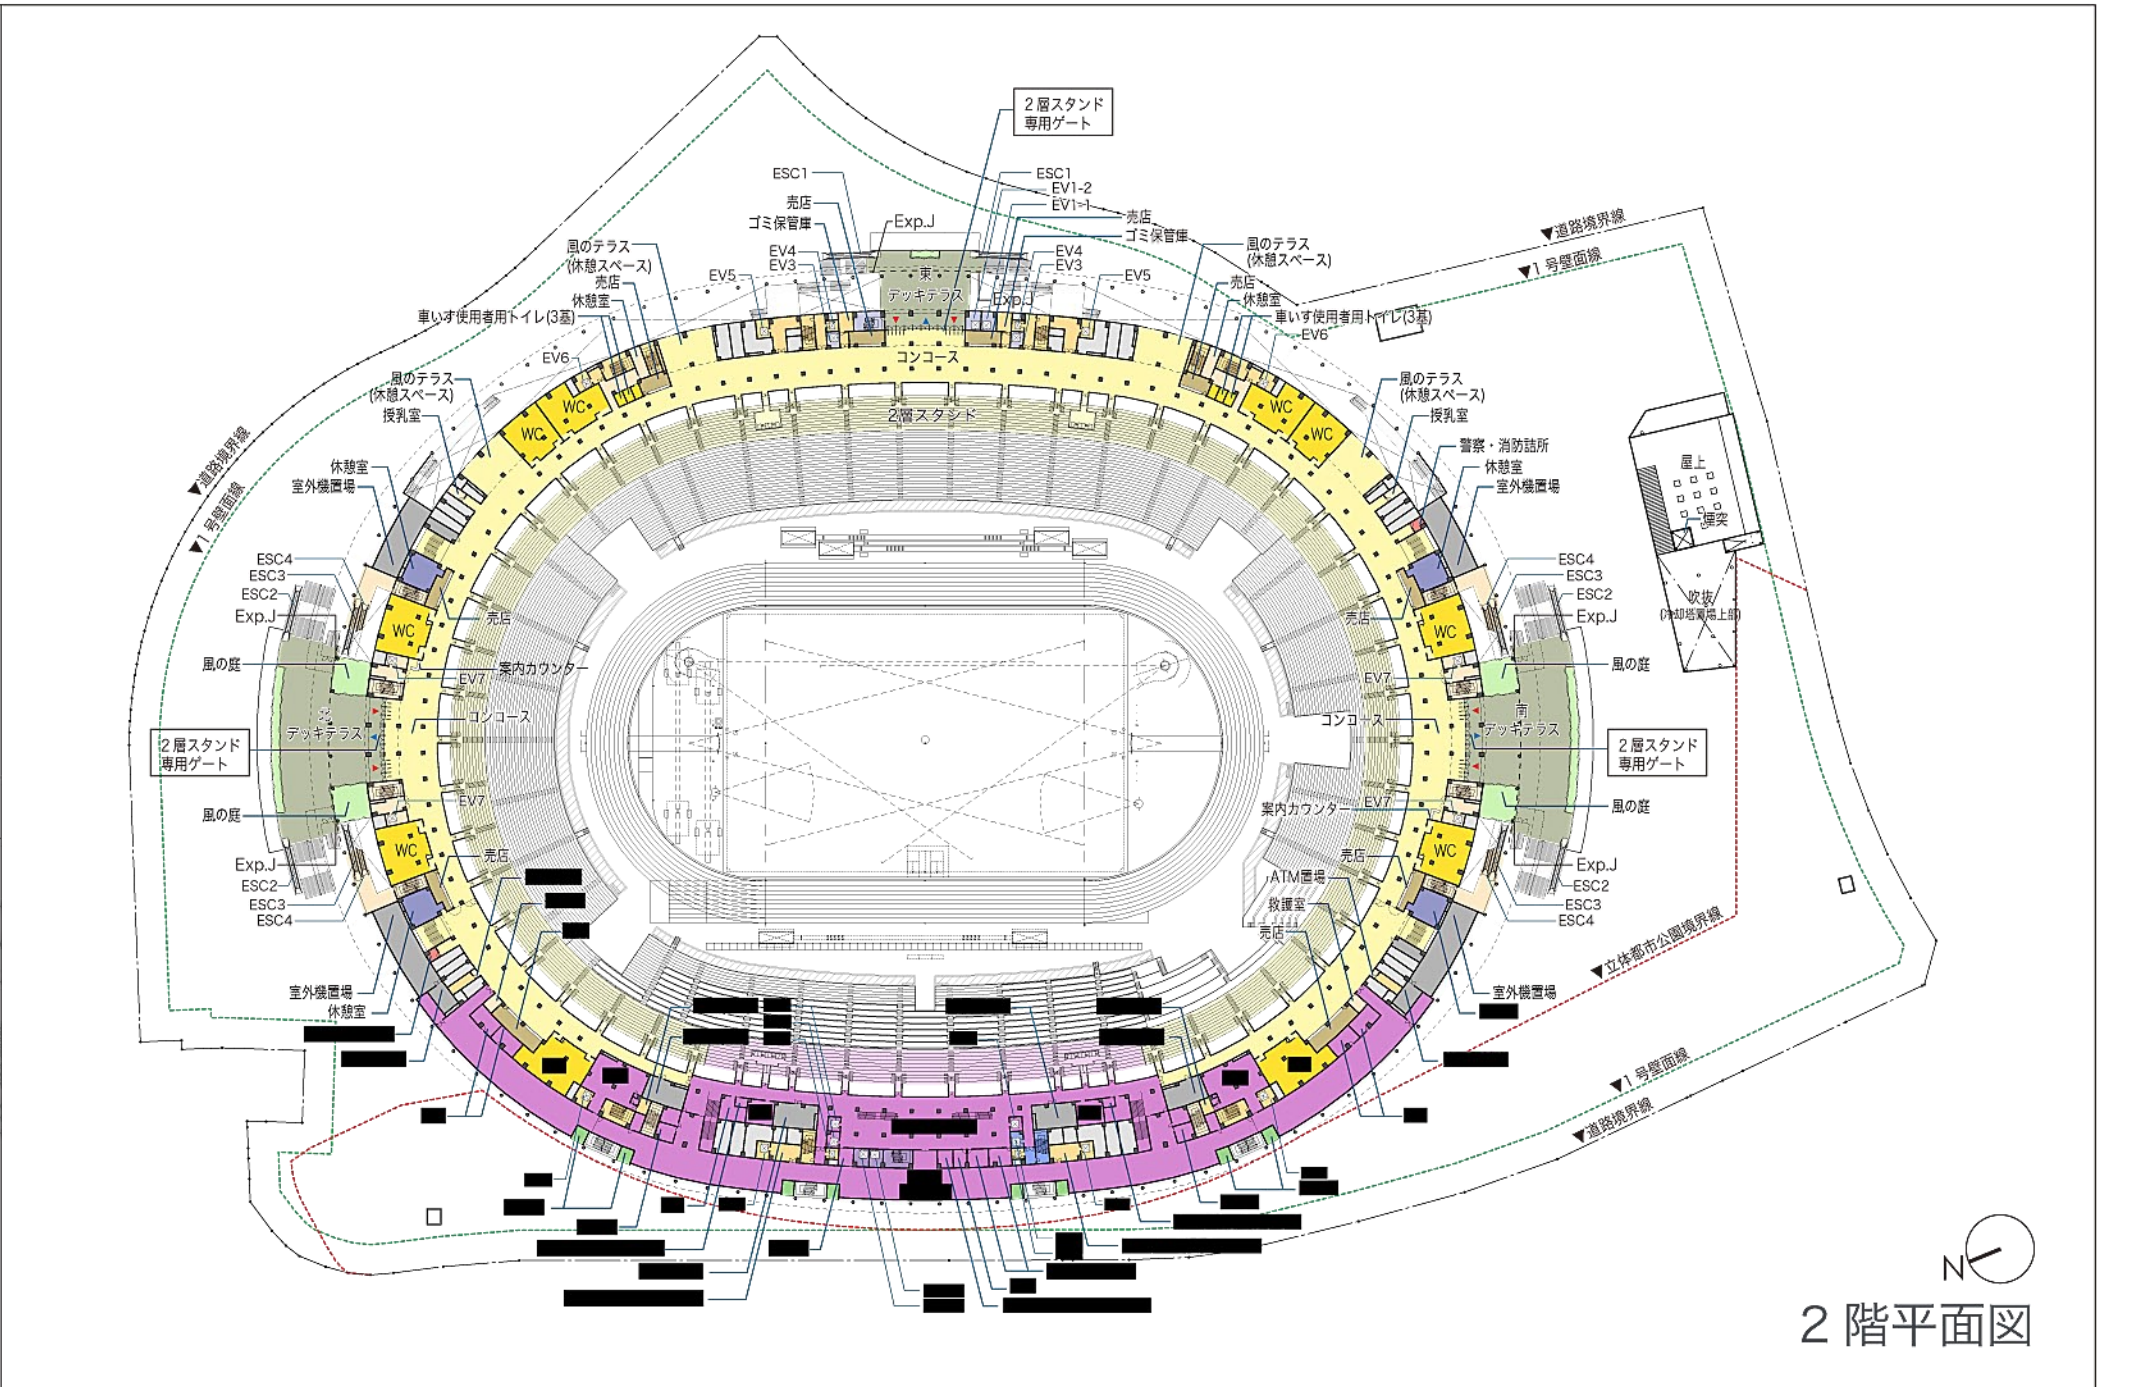 2層スタンド
専用ゲート
ESC1
ESC1
EV1-2
売店
EV1-1
売店
ゴミ保管庫
Exp.J
ゴミ保管庫
▼道路境界線
風のテラス
(休憩スペース)
EV4
EV3
EV4
EV3
風のテラス
(休憩スペース)
▼1号壁面線
売店
EV5
東
デッキテラス
EV5
売店
休憩室
Exp.J
休憩室
車いす使用者用トイレ(3基)
車いす使用者用トイレ(3基)
EV6
コンコース
EV6
風のテラス
(休憩スペース)
WC
WC
風のテラス
(休憩スペース)
授乳室
2層スタンド
授乳室
WC
WC
▼道路境界線
警察・消防詰所
休憩室
休憩室
屋上
室外機置場
室外機置場
▼1号壁面線
煙突
ESC4
ESC4
ESC3
ESC3
ESC2
ESC2
吹抜
(冷却塔置場上部)
Exp.J
売店
売店
Exp.J
WC
WC
風の庭
案内カウンター
風の庭
EV7
EV7
北
デッキテラス
コンコース
コンコース
南
デッキテラス
2層スタンド
専用ゲート
2層スタンド
専用ゲート
EV7
EV7
風の庭
案内カウンター
風の庭
WC
売店
売店
WC
Exp.J
Exp.J
ESC2
ATM置場
ESC2
ESC3
救護室
ESC3
ESC4
売店
ESC4
▼立体都市公園境界線
室外機置場
室外機置場
休憩室
▼1号壁面線
▼道路境界線
N
2階平面図